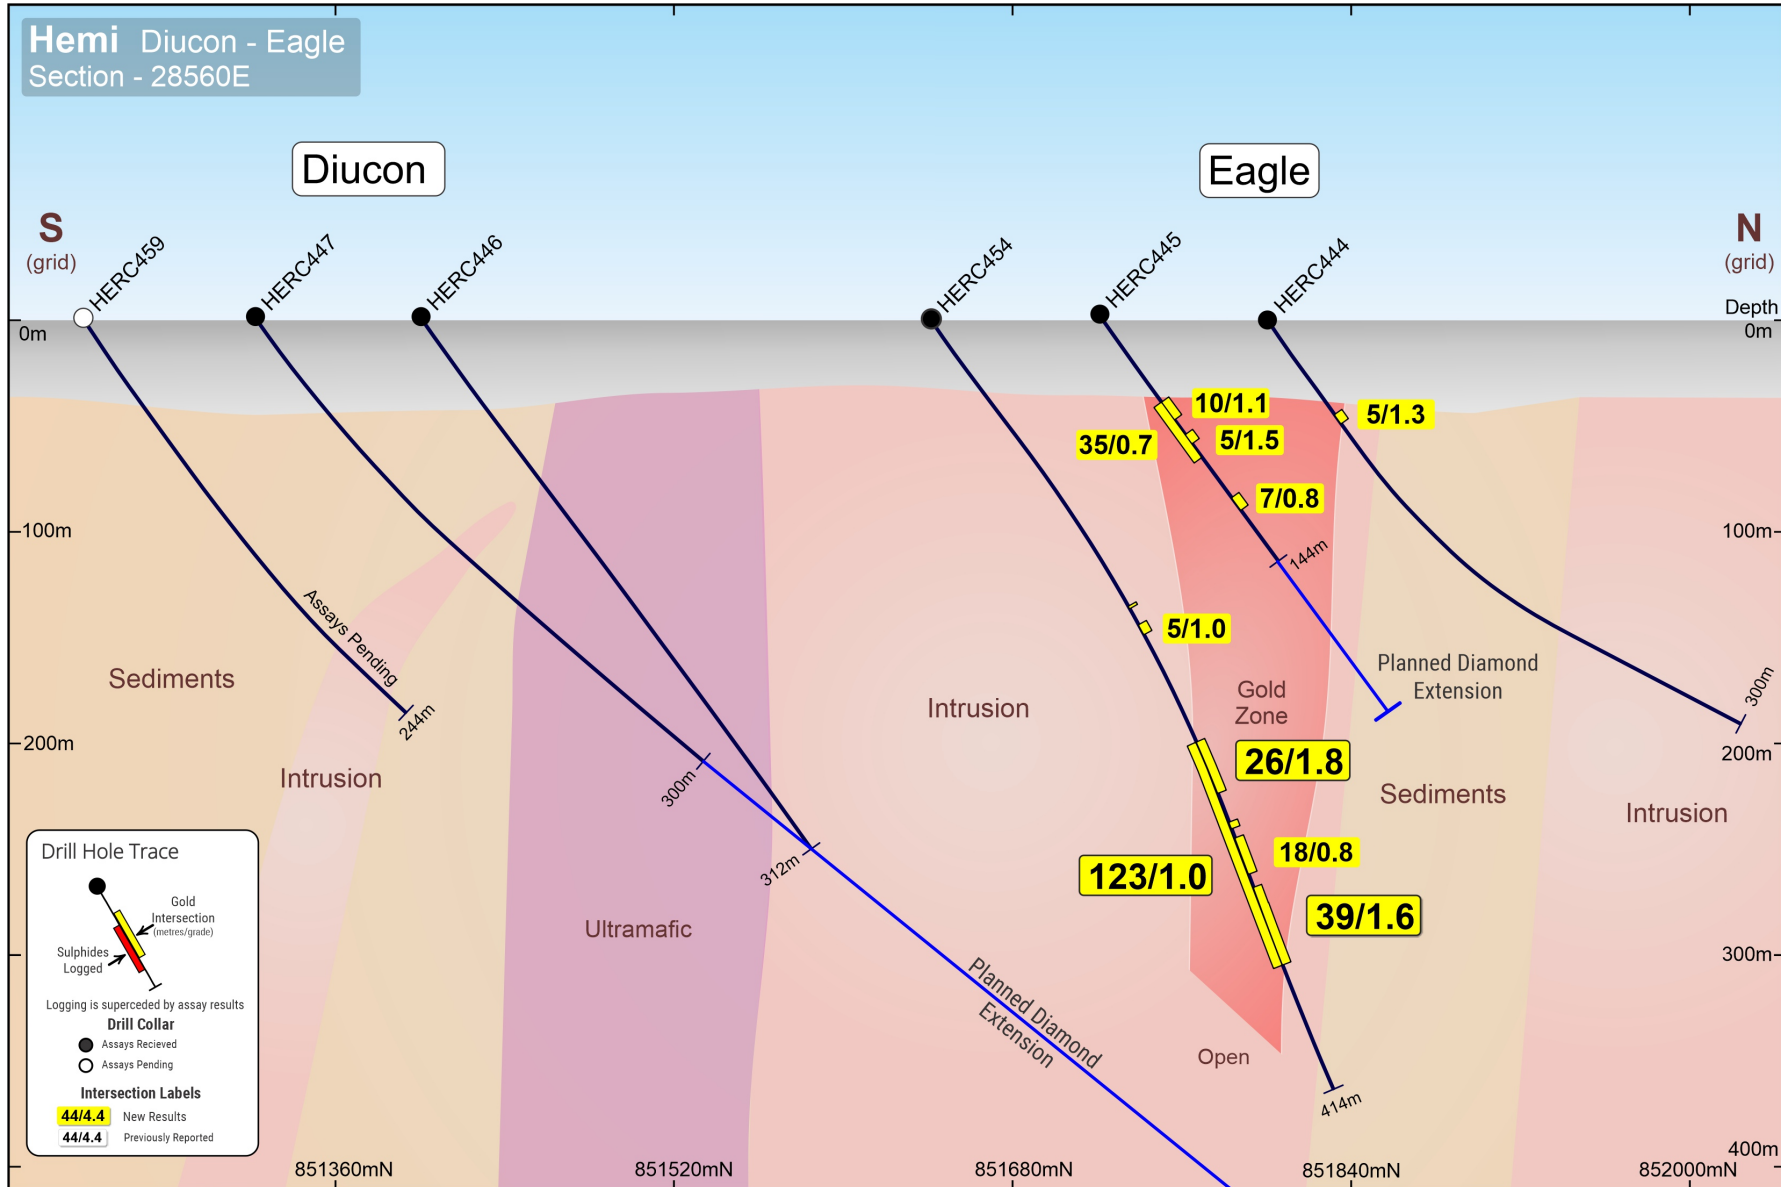 Hemi Diucon - Eagle
Section - 28560E
Diucon
Eagle
S
(grid)
N
(grid)
HERC459
HERC447
HERC446
HERC454
HERC445
HERC444
Depth
0m
0m
10/1.1
5/1.3
35/0.7
5/1.5
7/0.8
100m
100m
144m
Assays Pending
5/1.0
Planned Diamond
Extension
Sediments
244m
Gold
Zone
Intrusion
300m
200m
200m
26/1.8
Intrusion
300m
Sediments
Intrusion
312m
18/0.8
123/1.0
39/1.6
Ultramafic
300m
Planned Diamond
Extension
Open
414m
Drill Hole Trace
Gold
Intersection
(metres/grade)
Sulphides
Logged
Logging is superceded by assay results
Drill Collar
Assays Recieved
Assays Pending
Intersection Labels
44/4.4 New Results
44/4.4 Previously Reported
400m
851360mN
851520mN
851680mN
851840mN
852000mN